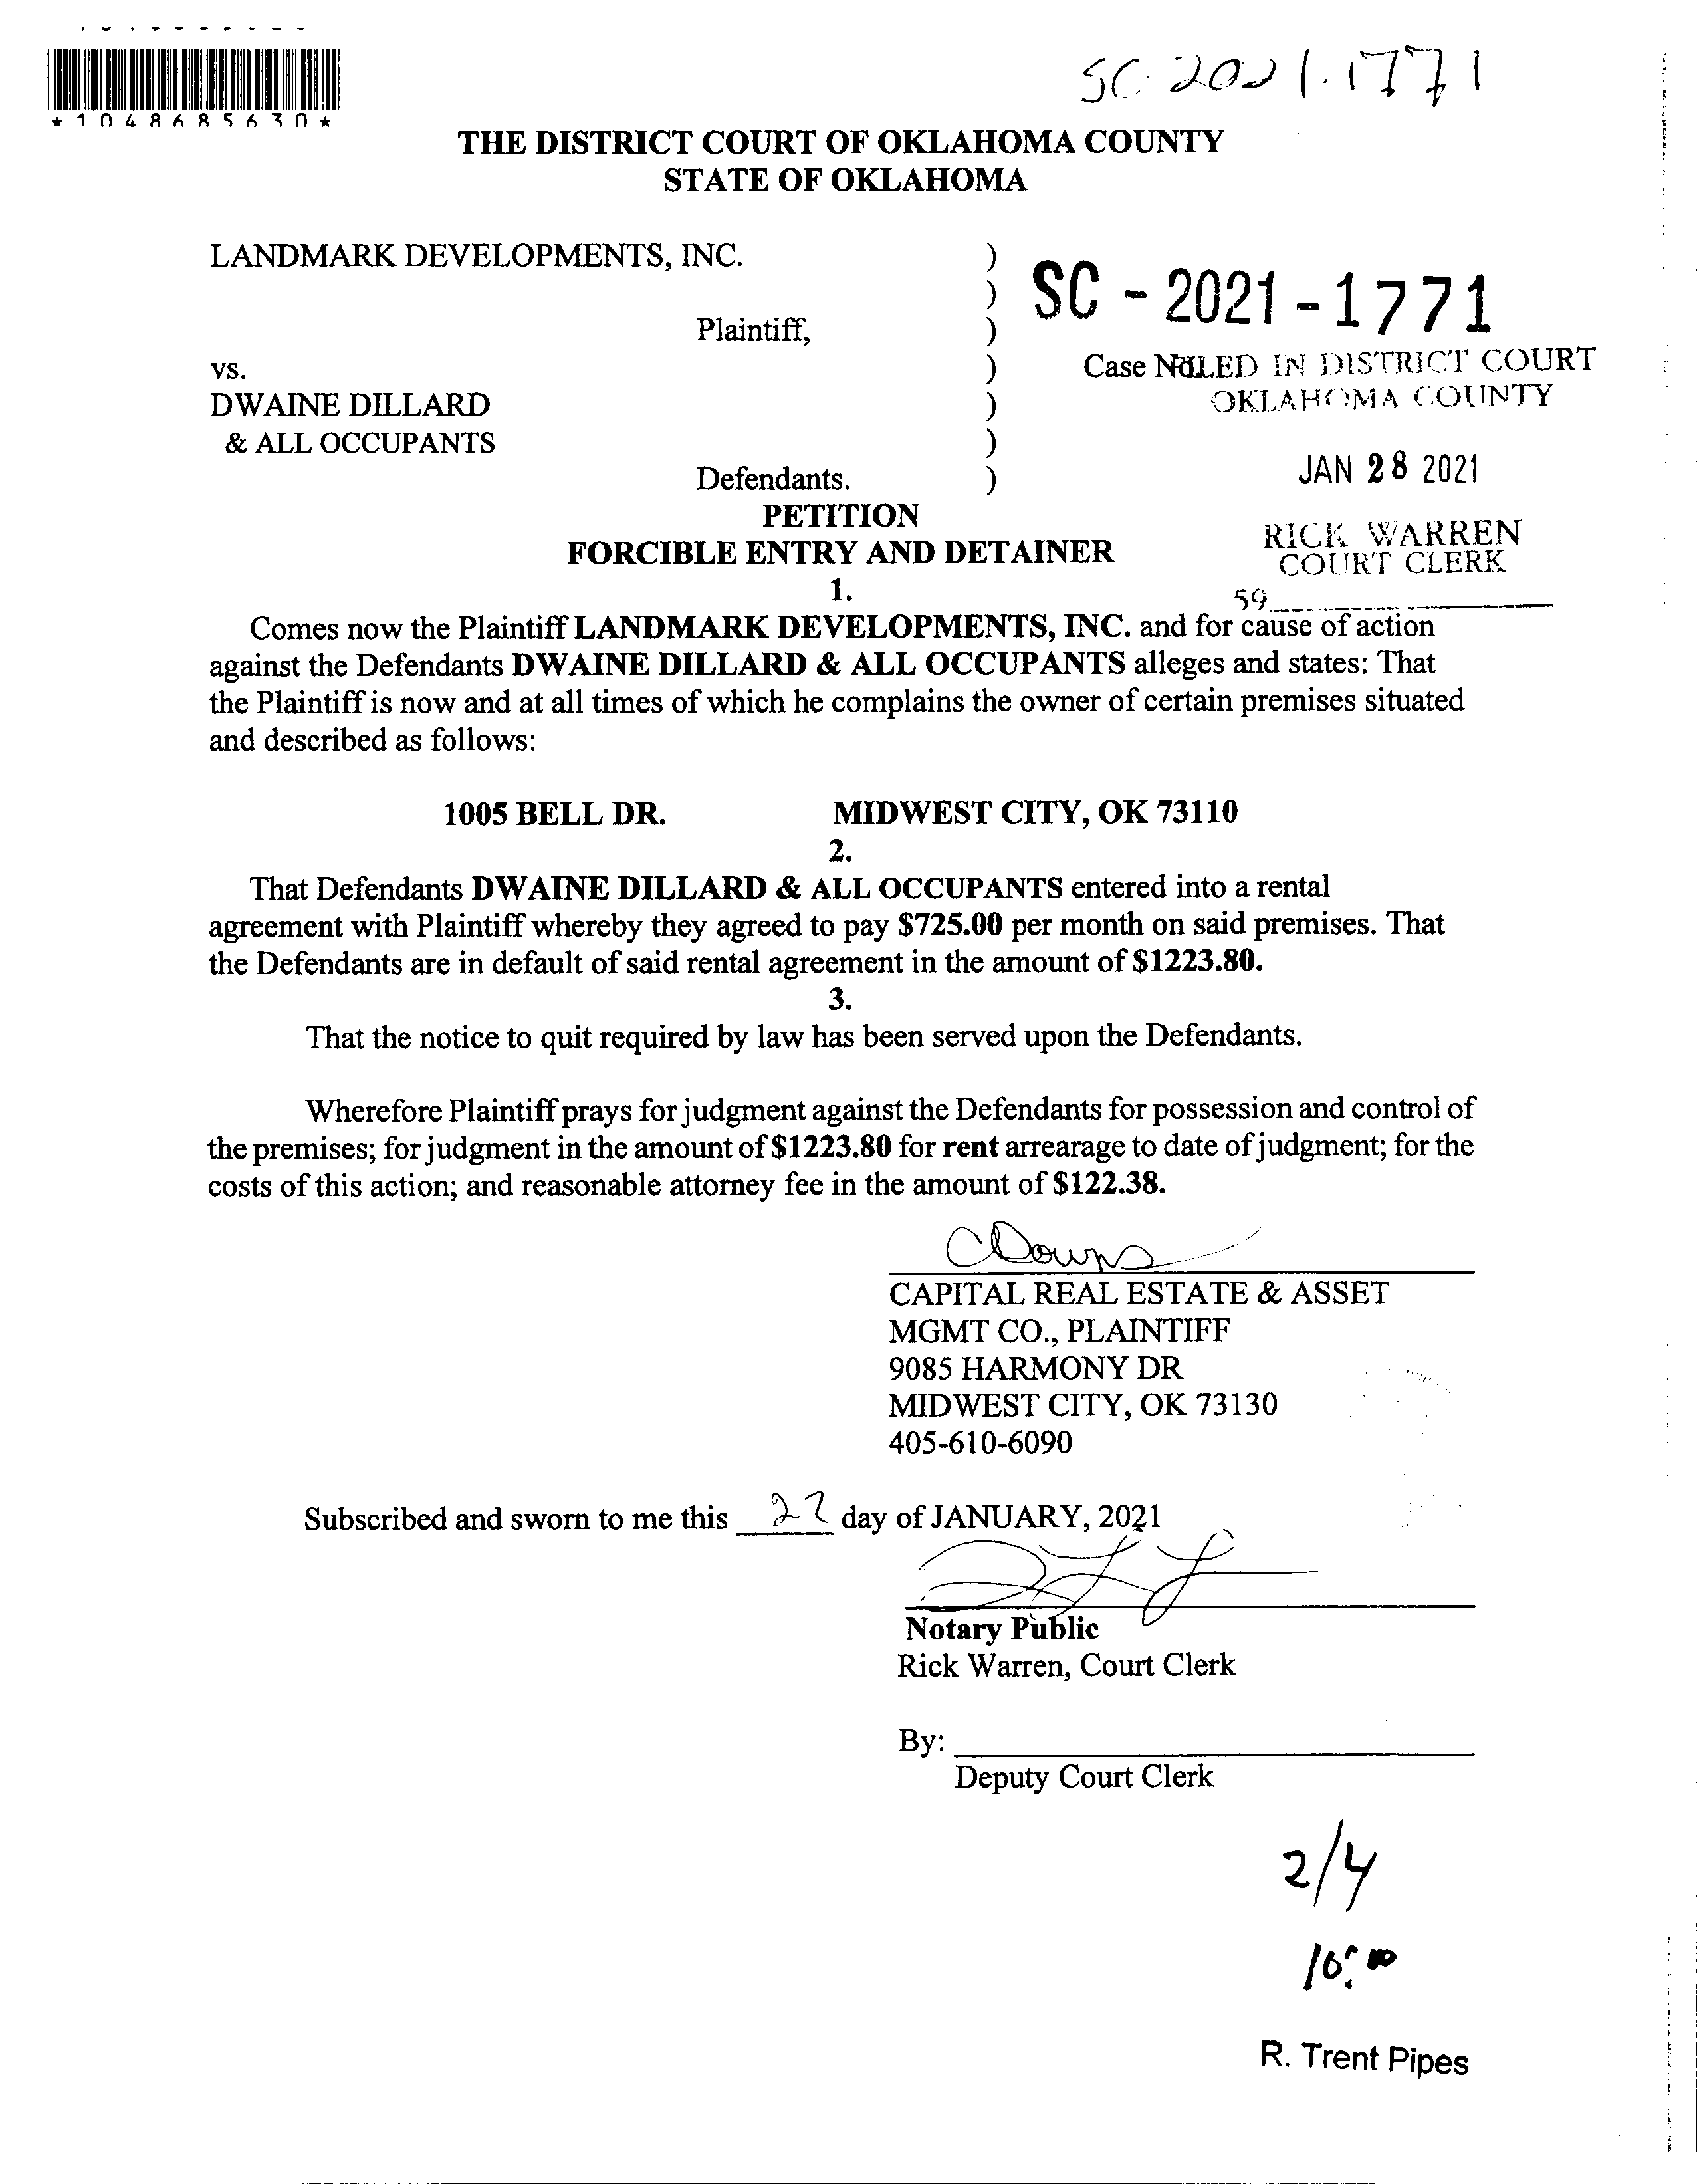 SC-2021-1771
*1048685630*
THE DISTRICT COURT OF OKLAHOMA COUNTY
STATE OF OKLAHOMA
LANDMARK DEVELOPMENTS, INC. )
)
Plaintiff, )
SC - 2021 - 1771
vs. )
Case No
FILED IN DISTRICT COURT
OKLAHOMA COUNTY
DWAINE DILLARD )
& ALL OCCUPANTS )
Defendants. )
JAN 28 2021
PETITION
FORCIBLE ENTRY AND DETAINER
RICK WARREN
COURT CLERK
59
1.
Comes now the Plaintiff LANDMARK DEVELOPMENTS, INC. and for cause of action
against the Defendants DWAINE DILLARD & ALL OCCUPANTS alleges and states: That
the Plaintiff is now and at all times of which he complains the owner of certain premises situated
and described as follows:
1005 BELL DR. MIDWEST CITY, OK 73110
2.
That Defendants DWAINE DILLARD & ALL OCCUPANTS entered into a rental
agreement with Plaintiff whereby they agreed to pay $725.00 per month on said premises. That
the Defendants are in default of said rental agreement in the amount of $1223.80.
3.
That the notice to quit required by law has been served upon the Defendants.
Wherefore Plaintiff prays for judgment against the Defendants for possession and control of
the premises; for judgment in the amount of $1223.80 for rent arrearage to date of judgment; for the
costs of this action; and reasonable attorney fee in the amount of $122.38.
CDowns
CAPITAL REAL ESTATE & ASSET
MGMT CO., PLAINTIFF
9085 HARMONY DR
MIDWEST CITY, OK 73130
405-610-6090
Subscribed and sworn to me this 27 day of JANUARY, 2021
Notary Public
Rick Warren, Court Clerk
By:
Deputy Court Clerk
2/4
10:00
R. Trent Pipes